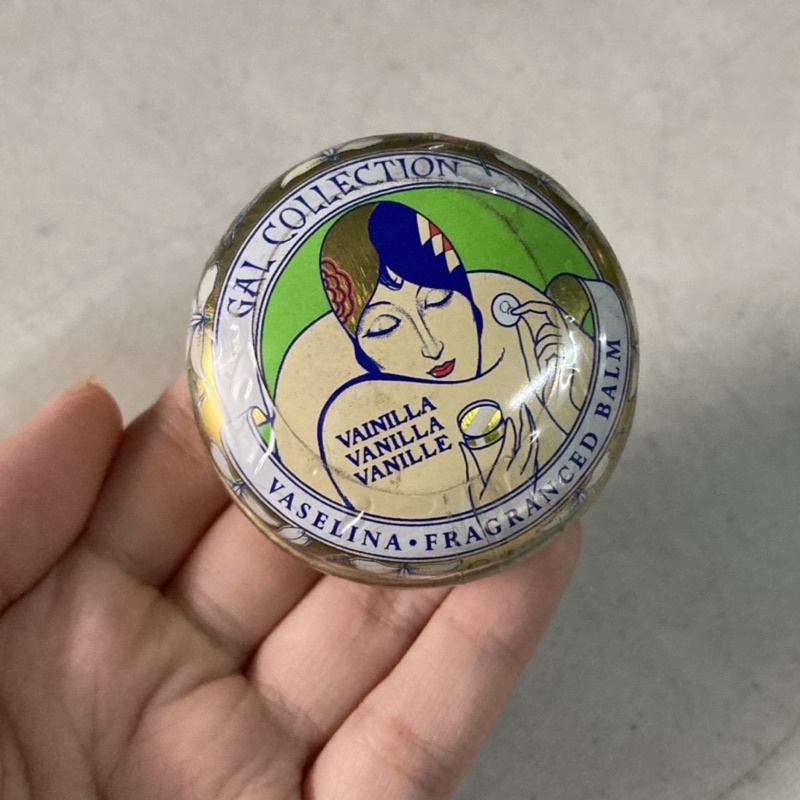 GAL COLLECTION
VAINILLA
VANILLA
VANILLE
VASELINA • FRAGRANCED BALM